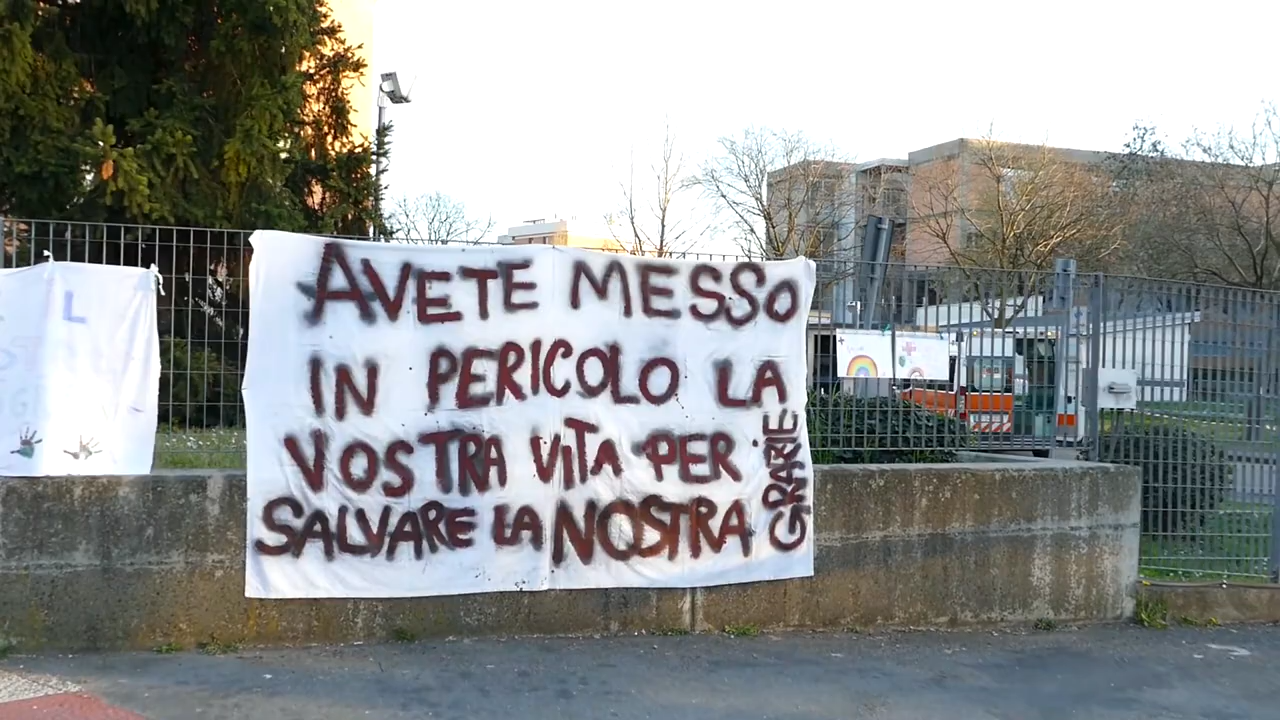 AVETE MESSO
IN PERICOLO LA
VOSTRA VITA PER
SALVARE LA NOSTRA
GRAZIE
L